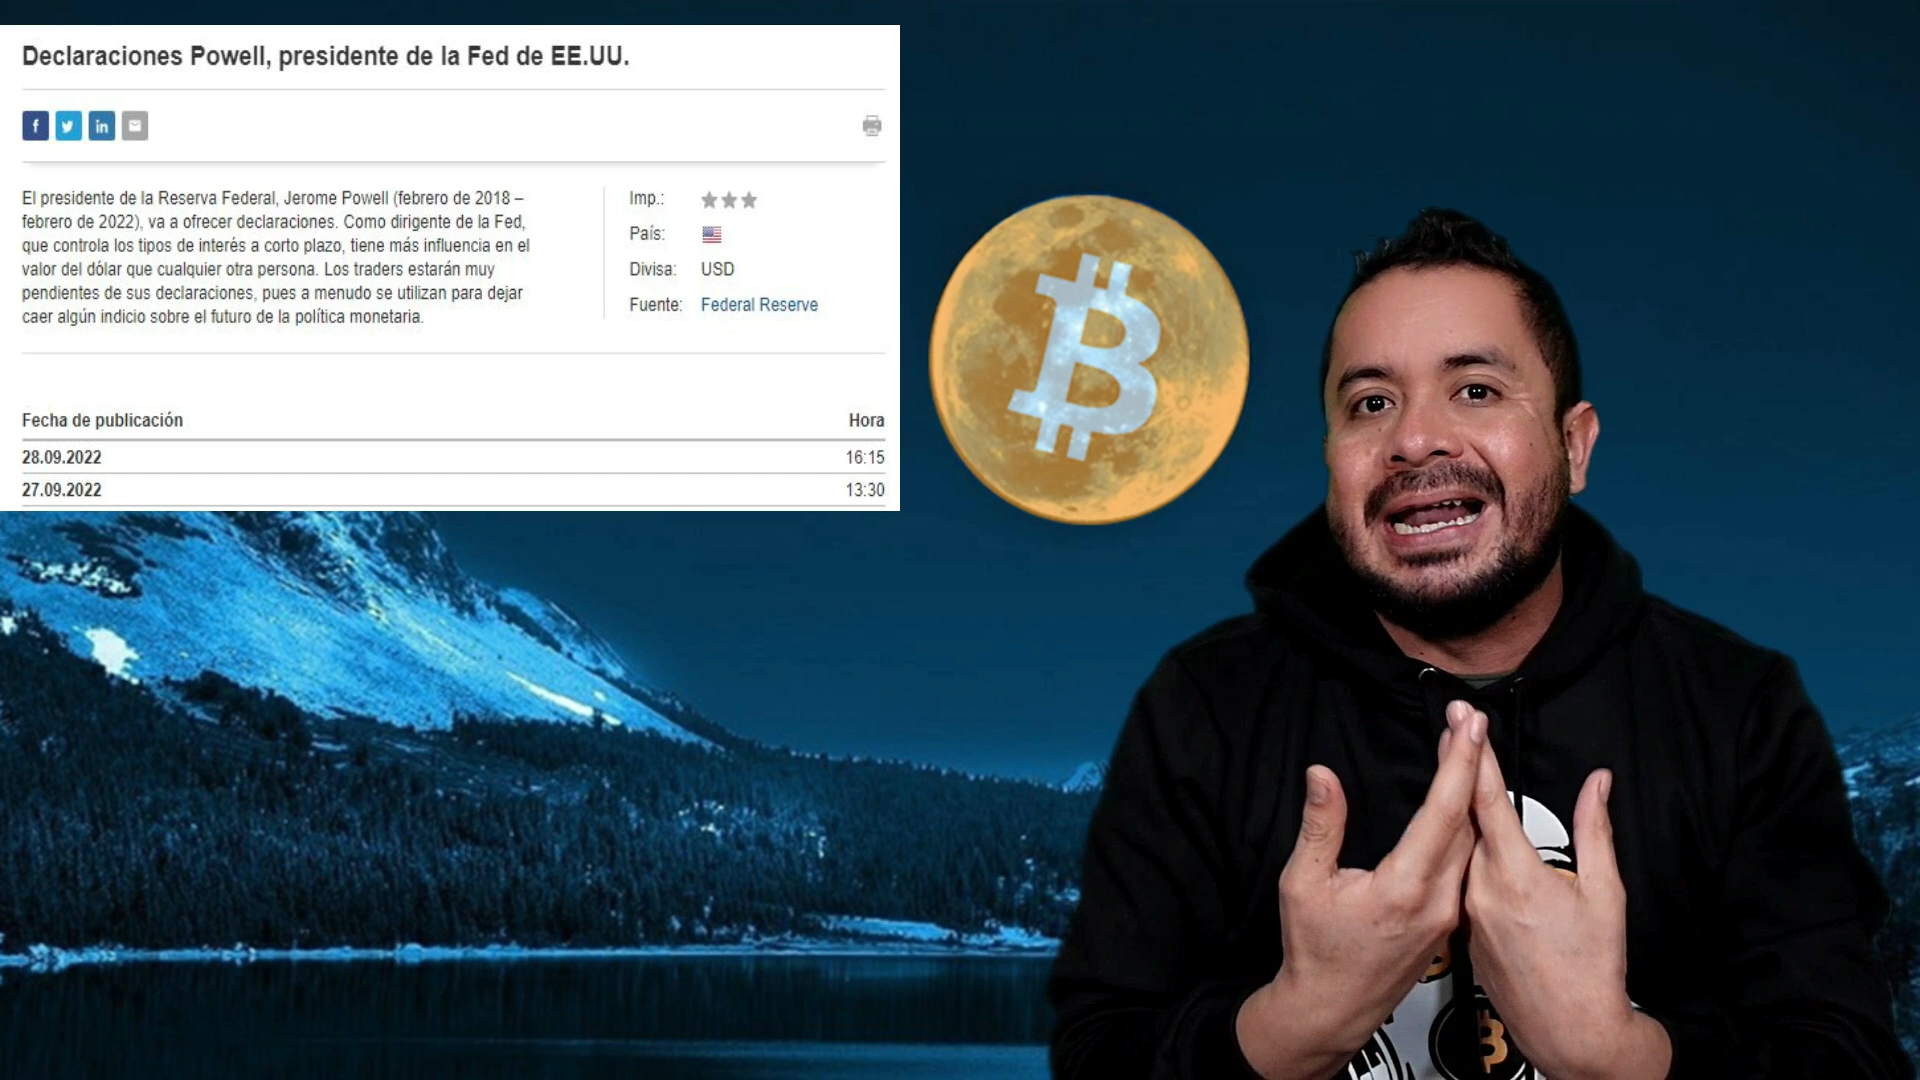 Declaraciones Powell, presidente de la Fed de EE.UU.
El presidente de la Reserva Federal, Jerome Powell (febrero de 2018 –
febrero de 2022), va a ofrecer declaraciones. Como dirigente de la Fed,
que controla los tipos de interés a corto plazo, tiene más influencia en el
valor del dólar que cualquier otra persona. Los traders estarán muy
pendientes de sus declaraciones, pues a menudo se utilizan para dejar
caer algún indicio sobre el futuro de la política monetaria.
Imp.:
País:
Divisa: USD
Fuente: Federal Reserve
Fecha de publicación Hora
28.09.2022 16:15
27.09.2022 13:30